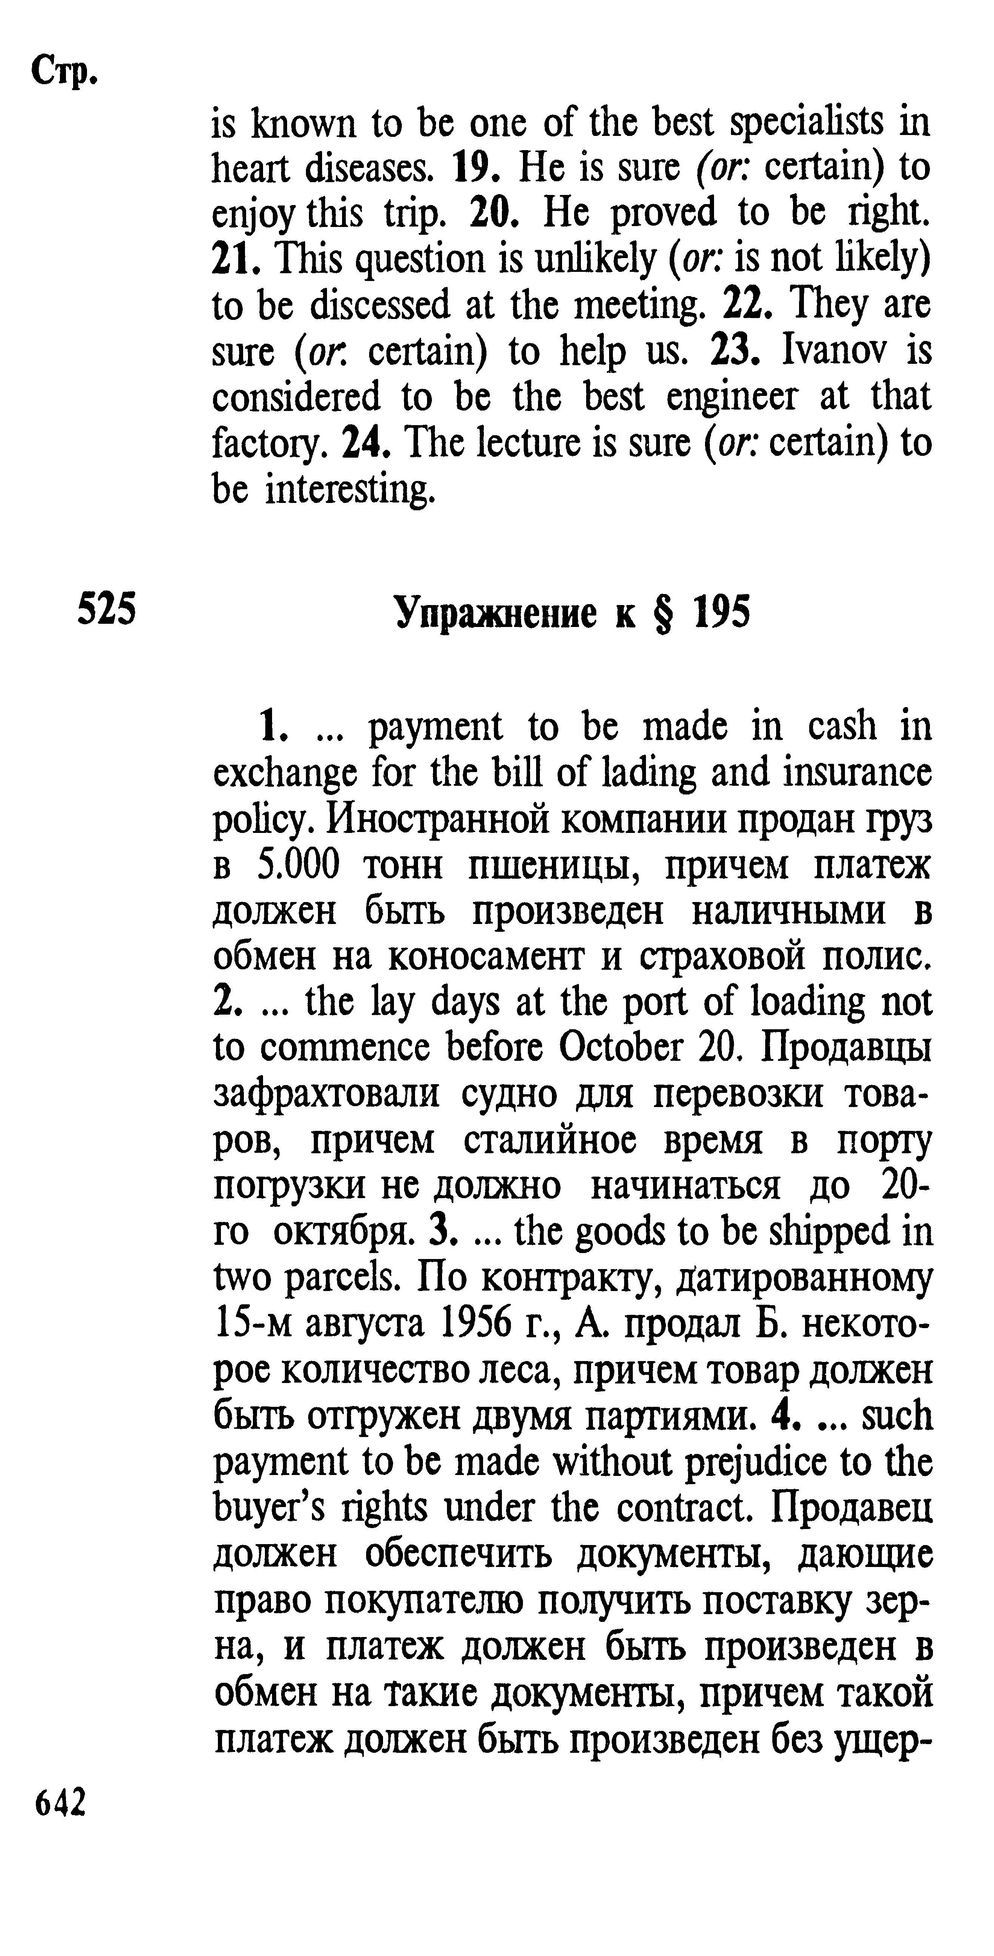 Стр.
is known to be one of the best specialists in
heart diseases. 19. He is sure (or: certain) to
enjoy this trip. 20. He proved to be right.
21. This question is unlikely (or: is not likely)
to be discessed at the meeting. 22. They are
sure (or: certain) to help us. 23. Ivanov is
considered to be the best engineer at that
factory. 24. The lecture is sure (or: certain) to
be interesting.
525 Упражнение к § 195
1. ... payment to be made in cash in
exchange for the bill of lading and insurance
policy. Иностранной компании продан груз
в 5.000 тонн пшеницы, причем платеж
должен быть произведен наличными в
обмен на коносамент и страховой полис.
2. ... the lay days at the port of loading not
to commence before October 20. Продавцы
зафрахтовали судно для перевозки това-
ров, причем сталийное время в порту
погрузки не должно начинаться до 20-
го октября. 3. ... the goods to be shipped in
two parcels. По контракту, датированному
15-м августа 1956 г., А. продал Б. некото-
рое количество леса, причем товар должен
быть отгружен двумя партиями. 4. ... such
payment to be made without prejudice to the
buyer's rights under the contract. Продавец
должен обеспечить документы, дающие
право покупателю получить поставку зер-
на, и платеж должен быть произведен в
обмен на такие документы, причем такой
платеж должен быть произведен без ущер-
642